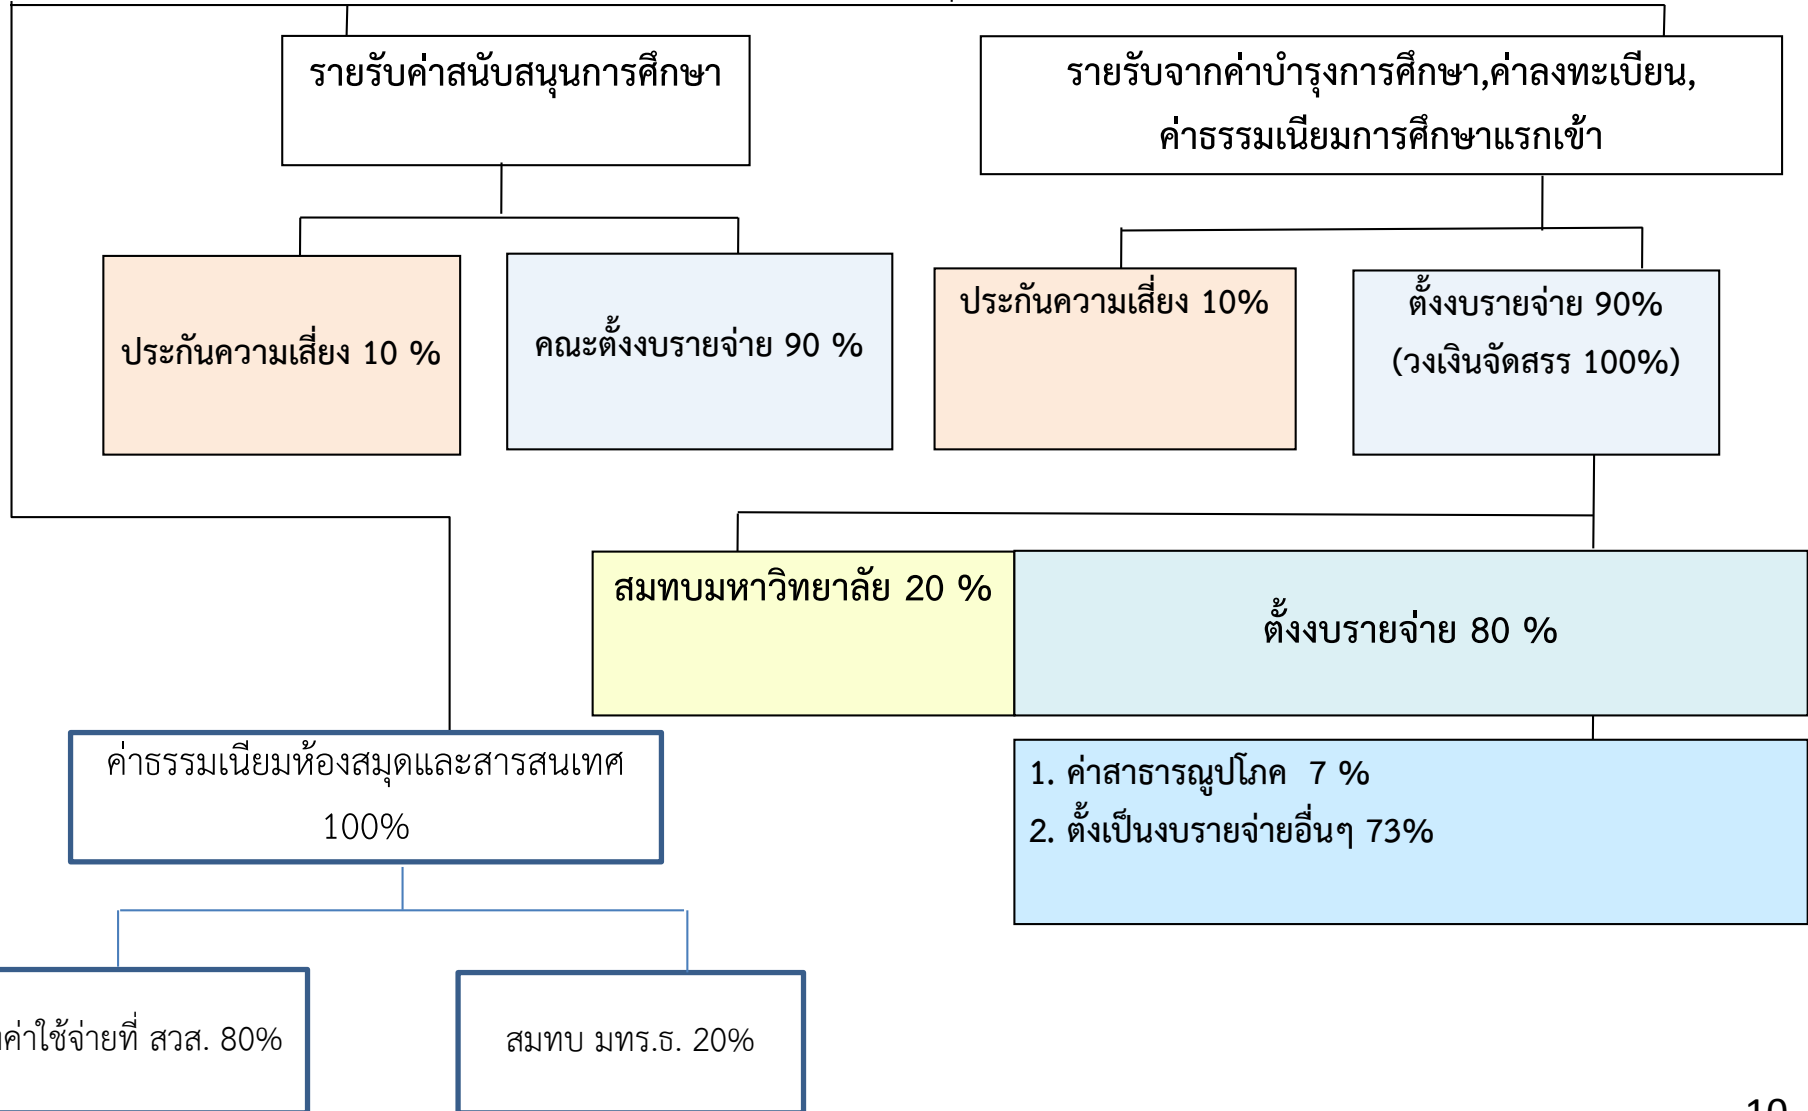 รายรับค่าสนับสนุนการศึกษา
รายรับจากค่าบำรุงการศึกษา,ค่าลงทะเบียน,
ค่าธรรมเนียมการศึกษาแรกเข้า
ประกันความเสี่ยง 10 %
คณะตั้งงบรายจ่าย 90 %
ประกันความเสี่ยง 10%
ตั้งงบรายจ่าย 90%
(วงเงินจัดสรร 100%)
สมทบมหาวิทยาลัย 20 %
ตั้งงบรายจ่าย 80 %
1. ค่าสาธารณูปโภค 7 %
2. ตั้งเป็นงบรายจ่ายอื่นๆ 73%
ค่าธรรมเนียมห้องสมุดและสารสนเทศ
100%
ค่าใช้จ่ายที่ สวส. 80%
สมทบ มทร.ธ. 20%